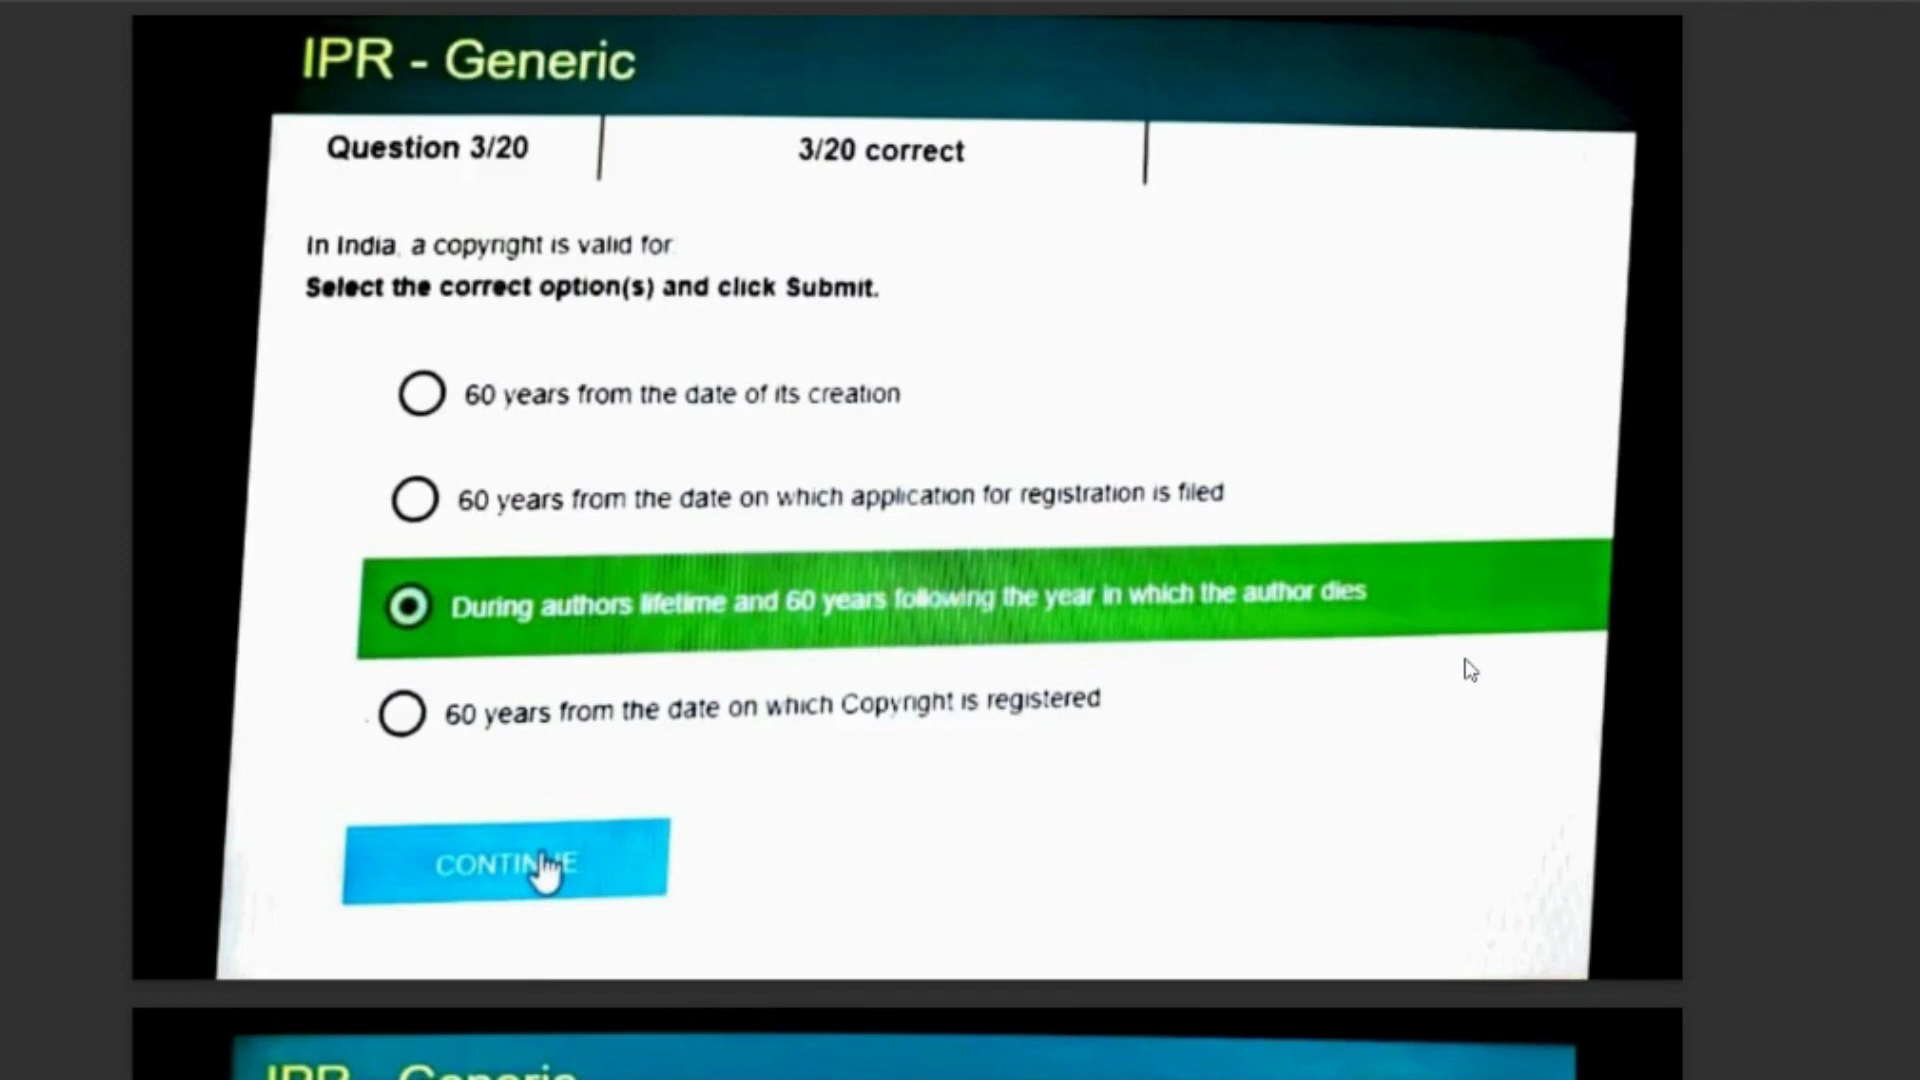 IPR - Generic
Question 3/20
3/20 correct
In India, a copyright is valid for
Select the correct option(s) and click Submit.
60 years from the date of its creation
60 years from the date on which application for registration is filed
During authors lifetime and 60 years following the year in which the author dies
60 years from the date on which Copyright is registered
CONTINUE
IPR - Generic